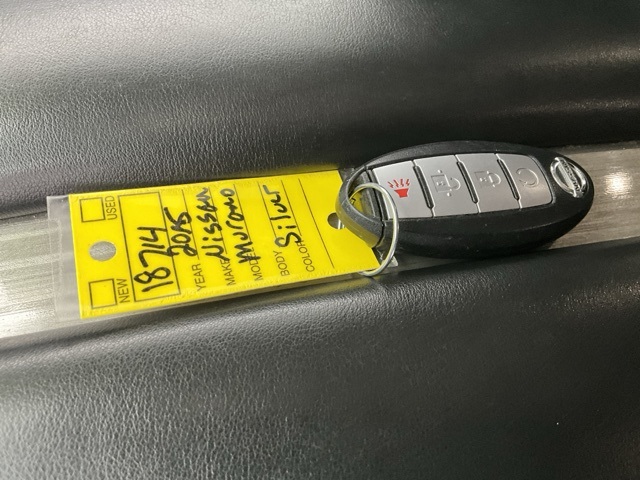 NEW USED
18714
YEAR 2015
MAKE Nissan
MODEL Murano
BODY
COLOR Silver